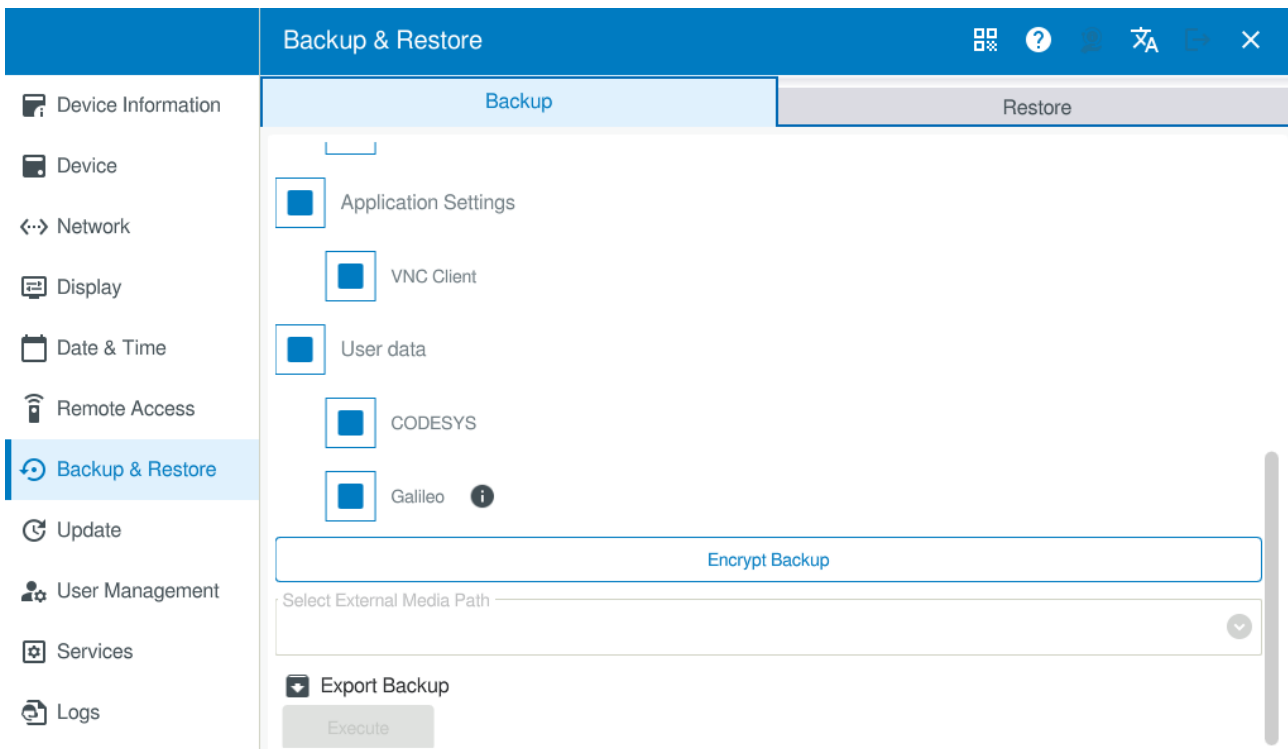 Backup & Restore
Device Information
Device
Network
Display
Date & Time
Remote Access
Backup & Restore
Update
User Management
Services
Logs
Backup
Restore
Application Settings
VNC Client
User data
CODESYS
Galileo
Encrypt Backup
Select External Media Path
Export Backup
Execute